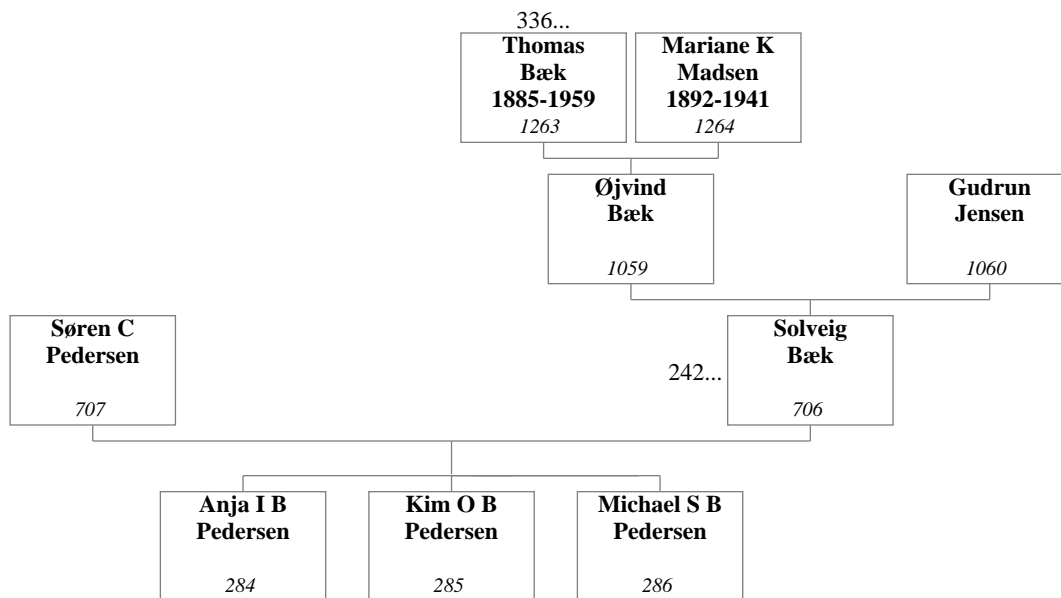 336...
Thomas
Bæk
1885-1959
1263
Mariane K
Madsen
1892-1941
1264
Øjvind
Bæk
1059
Gudrun
Jensen
1060
Søren C
Pedersen
707
242...
Solveig
Bæk
706
Anja I B
Pedersen
284
Kim O B
Pedersen
285
Michael S B
Pedersen
286